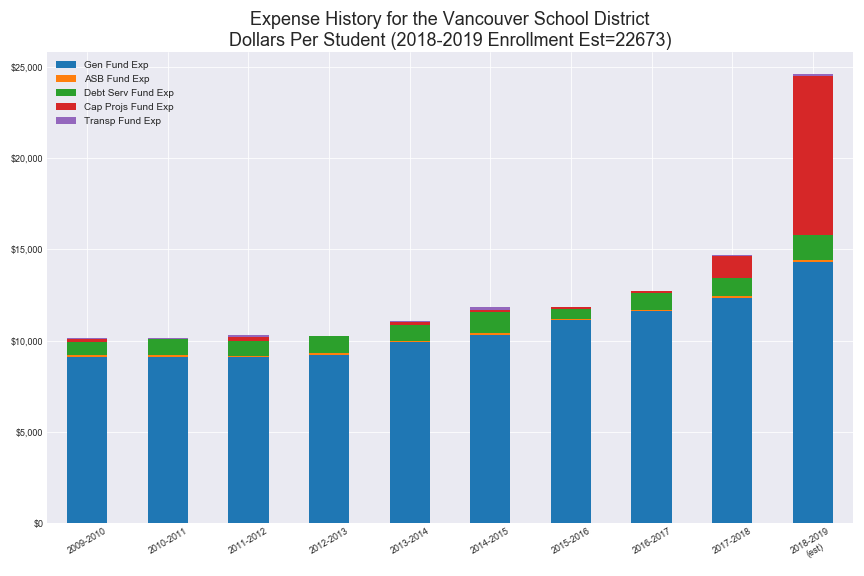 Expense History for the Vancouver School District
Dollars Per Student (2018-2019 Enrollment Est=22673)
Gen Fund Exp
ASB Fund Exp
Debt Serv Fund Exp
Cap Projs Fund Exp
Transp Fund Exp
$25,000
$20,000
$15,000
$10,000
$5,000
$0
2009-2010
2010-2011
2011-2012
2012-2013
2013-2014
2014-2015
2015-2016
2016-2017
2017-2018
2018-2019
(est)